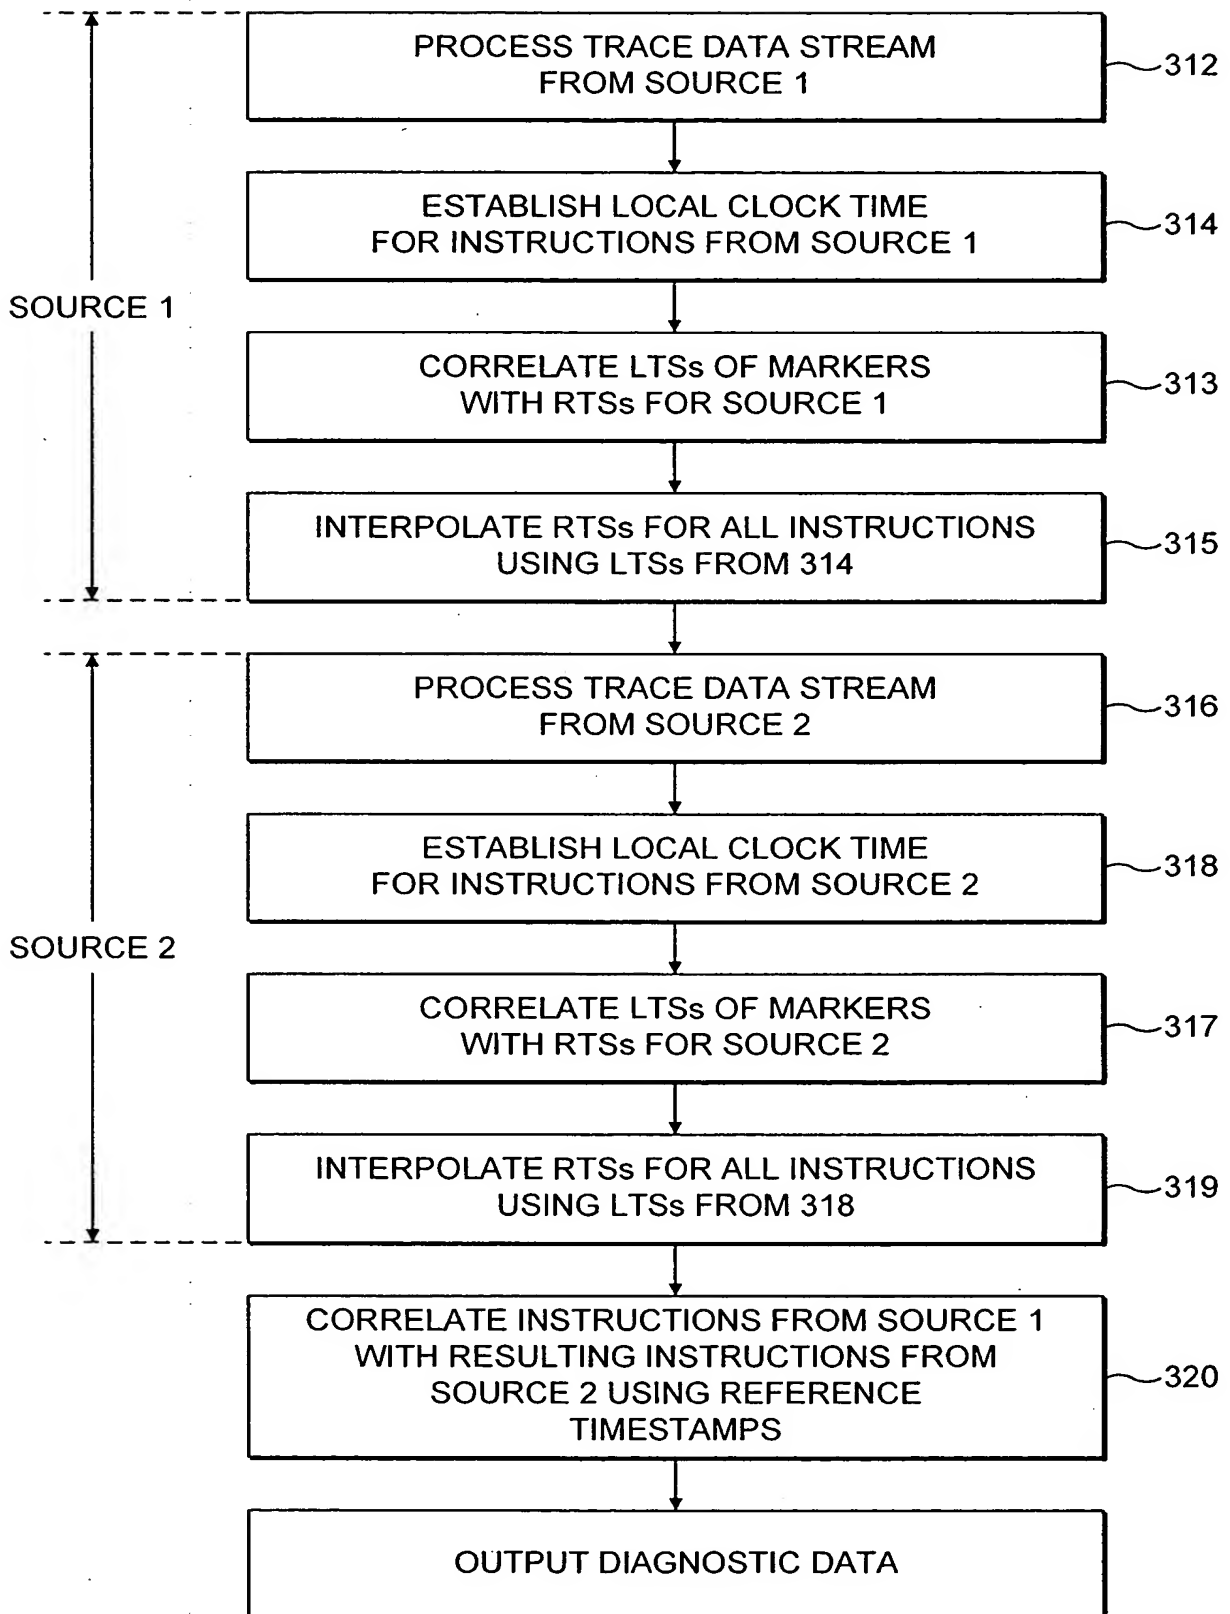 PROCESS TRACE DATA STREAM
FROM SOURCE 1
312
ESTABLISH LOCAL CLOCK TIME
FOR INSTRUCTIONS FROM SOURCE 1
314
SOURCE 1
CORRELATE LTSs OF MARKERS
WITH RTSs FOR SOURCE 1
313
INTERPOLATE RTSs FOR ALL INSTRUCTIONS
USING LTSs FROM 314
315
PROCESS TRACE DATA STREAM
FROM SOURCE 2
316
ESTABLISH LOCAL CLOCK TIME
FOR INSTRUCTIONS FROM SOURCE 2
318
SOURCE 2
CORRELATE LTSs OF MARKERS
WITH RTSs FOR SOURCE 2
317
INTERPOLATE RTSs FOR ALL INSTRUCTIONS
USING LTSs FROM 318
319
CORRELATE INSTRUCTIONS FROM SOURCE 1
WITH RESULTING INSTRUCTIONS FROM
SOURCE 2 USING REFERENCE
TIMESTAMPS
320
OUTPUT DIAGNOSTIC DATA